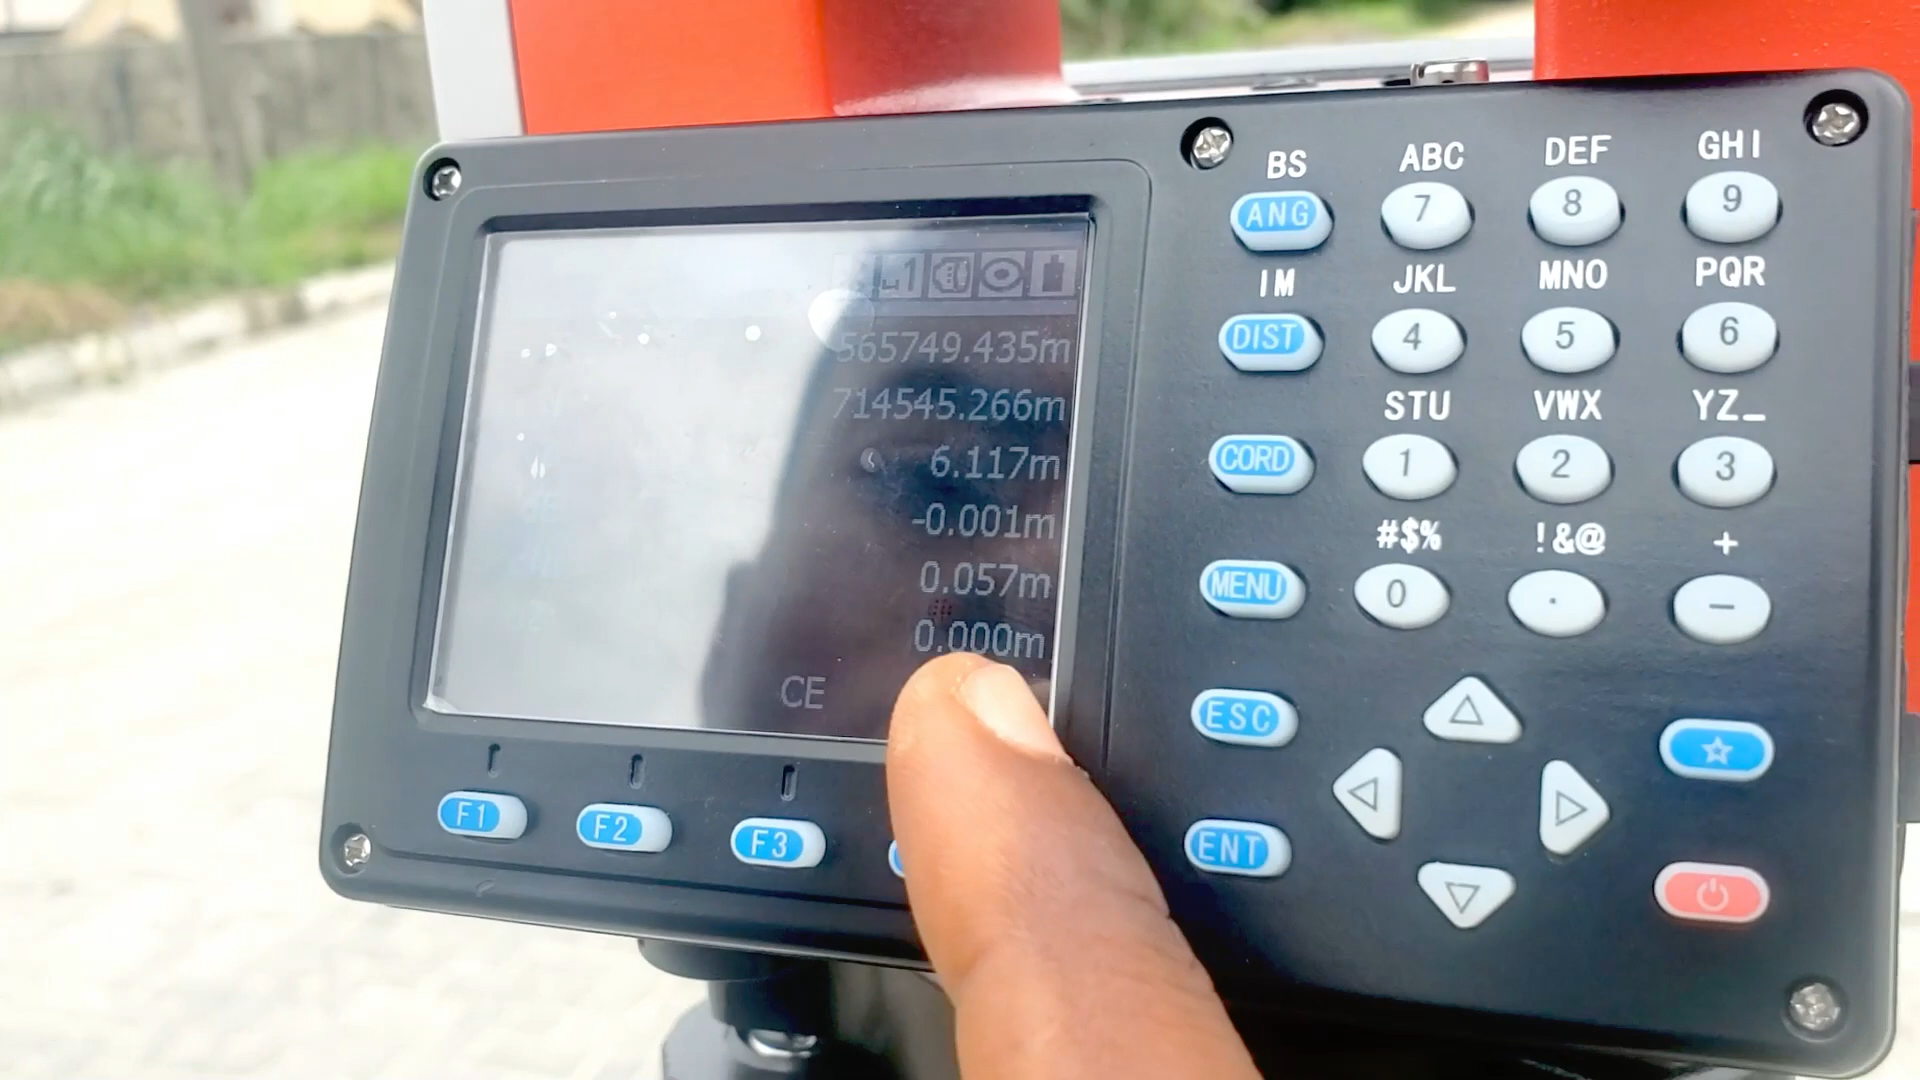 565749.435m
714545.266m
6.117m
-0.001m
0.057m
0.000m
CE
F1 F2 F3
BS ABC DEF GHI
ANG 7 8 9
IM JKL MNO PQR
DIST 4 5 6
STU VWX YZ_
CORD 1 2 3
#$% !&@ +
MENU 0 . −
ESC
ENT